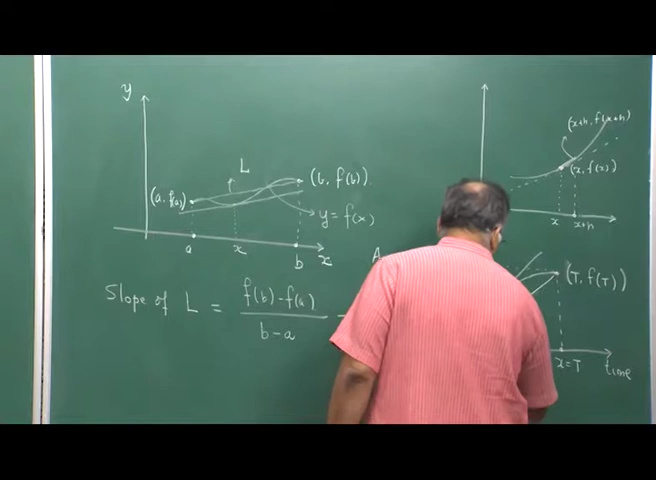 y
L
(a, f(a))
(b, f(b)).
y = f(x)
a
x
b
x
Slope of L = f(b) - f(a) / b - a
(x+h, f(x+h))
(x, f(x))
x
x+h
A
(T, f(T))
x = T
time